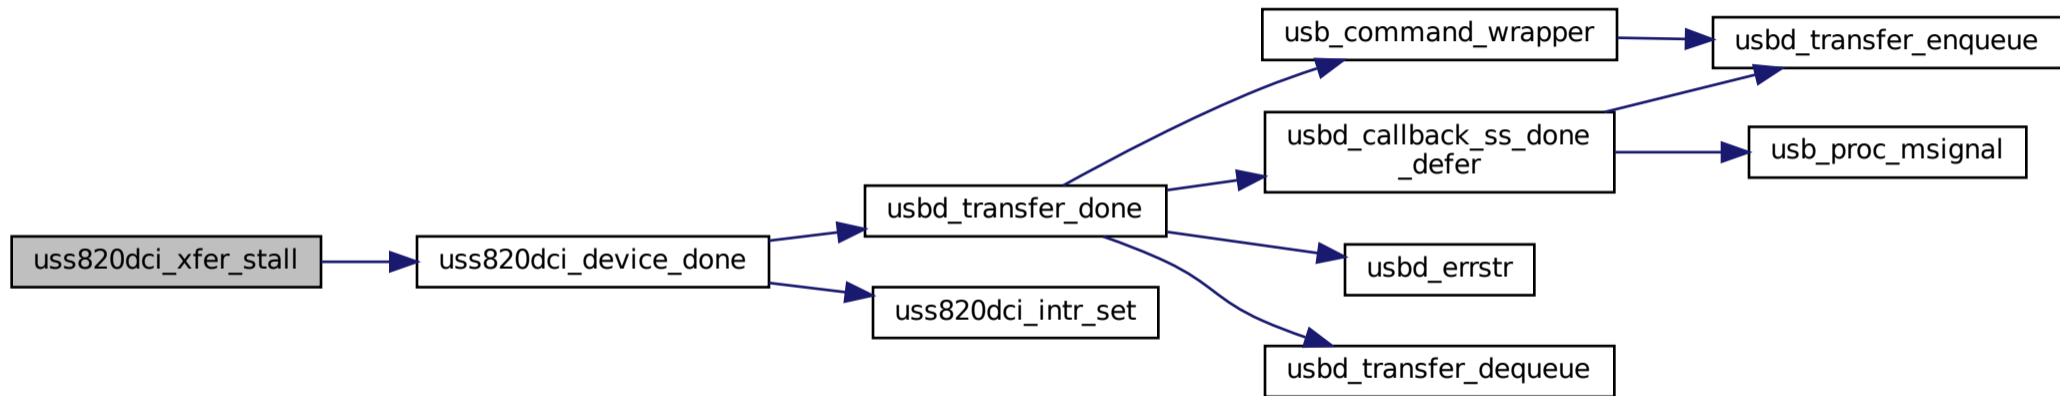 uss820dci_xfer_stall
uss820dci_device_done
usbd_transfer_done
uss820dci_intr_set
usb_command_wrapper
usbd_callback_ss_done
_defer
usbd_errstr
usbd_transfer_dequeue
usbd_transfer_enqueue
usb_proc_msignal